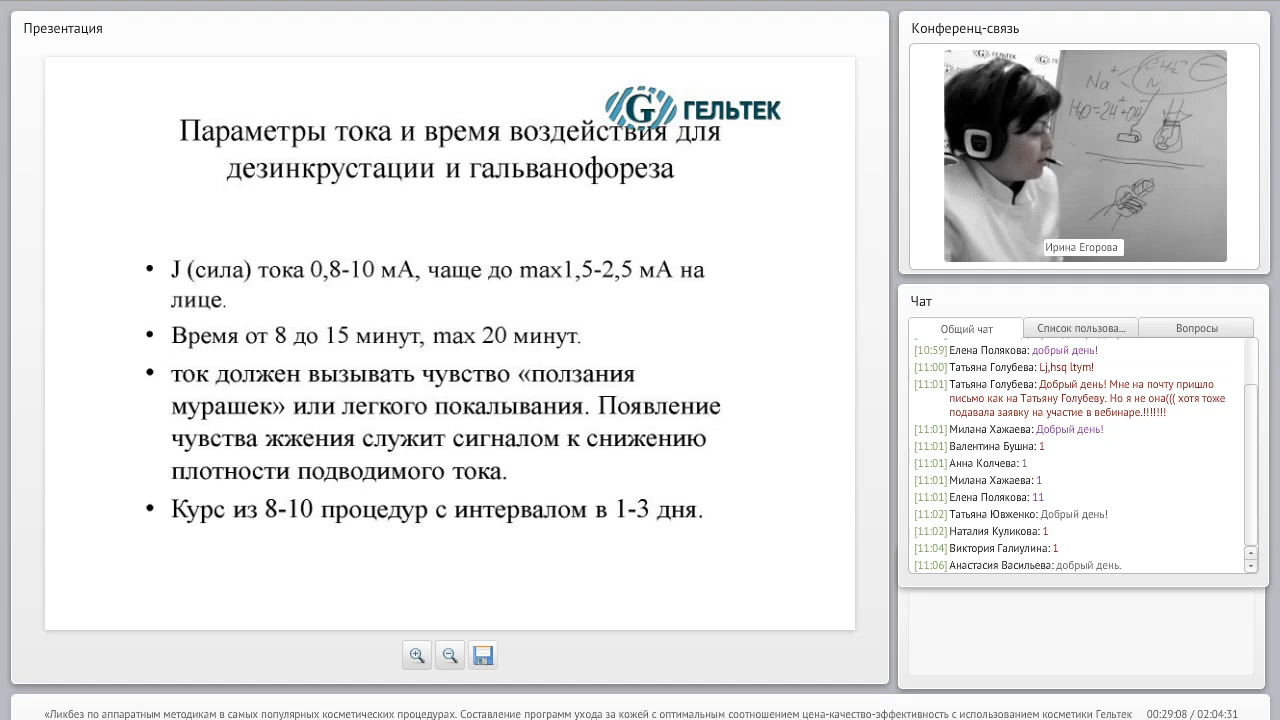 Презентация
ГЕЛЬТЕК
Параметры тока и время воздействия для
дезинкрустации и гальванофореза
• J (сила) тока 0,8-10 мА, чаще до max1,5-2,5 мА на
лице.
• Время от 8 до 15 минут, max 20 минут.
• ток должен вызывать чувство «ползания
мурашек» или легкого покалывания. Появление
чувства жжения служит сигналом к снижению
плотности подводимого тока.
• Курс из 8-10 процедур с интервалом в 1-3 дня.
Конференц-связь
ГЕЛЬТЕК
Na+
Ирина Егорова
Чат
Общий чат
Список пользова...
Вопросы
[10:59] Елена Полякова: добрый день!
[11:00] Татьяна Голубева: Lj,hsq ltym!
[11:01] Татьяна Голубева: Добрый день! Мне на почту пришло
письмо как на Татьяну Голубеву. Но я не она((( хотя тоже
подавала заявку на участие в вебинаре.!!!!!!!
[11:01] Милана Хажаева: Добрый день!
[11:01] Валентина Бушна: 1
[11:01] Анна Колчева: 1
[11:01] Милана Хажаева: 1
[11:01] Елена Полякова: 11
[11:02] Татьяна Ювженко: Добрый день!
[11:02] Наталия Куликова: 1
[11:04] Виктория Галиулина: 1
[11:06] Анастасия Васильева: добрый день.
«Ликбез по аппаратным методикам в самых популярных косметических процедурах. Составление программ ухода за кожей с оптимальным соотношением цена-качество-эффективность с использованием косметики Гельтек 00:29:08 / 02:04:31